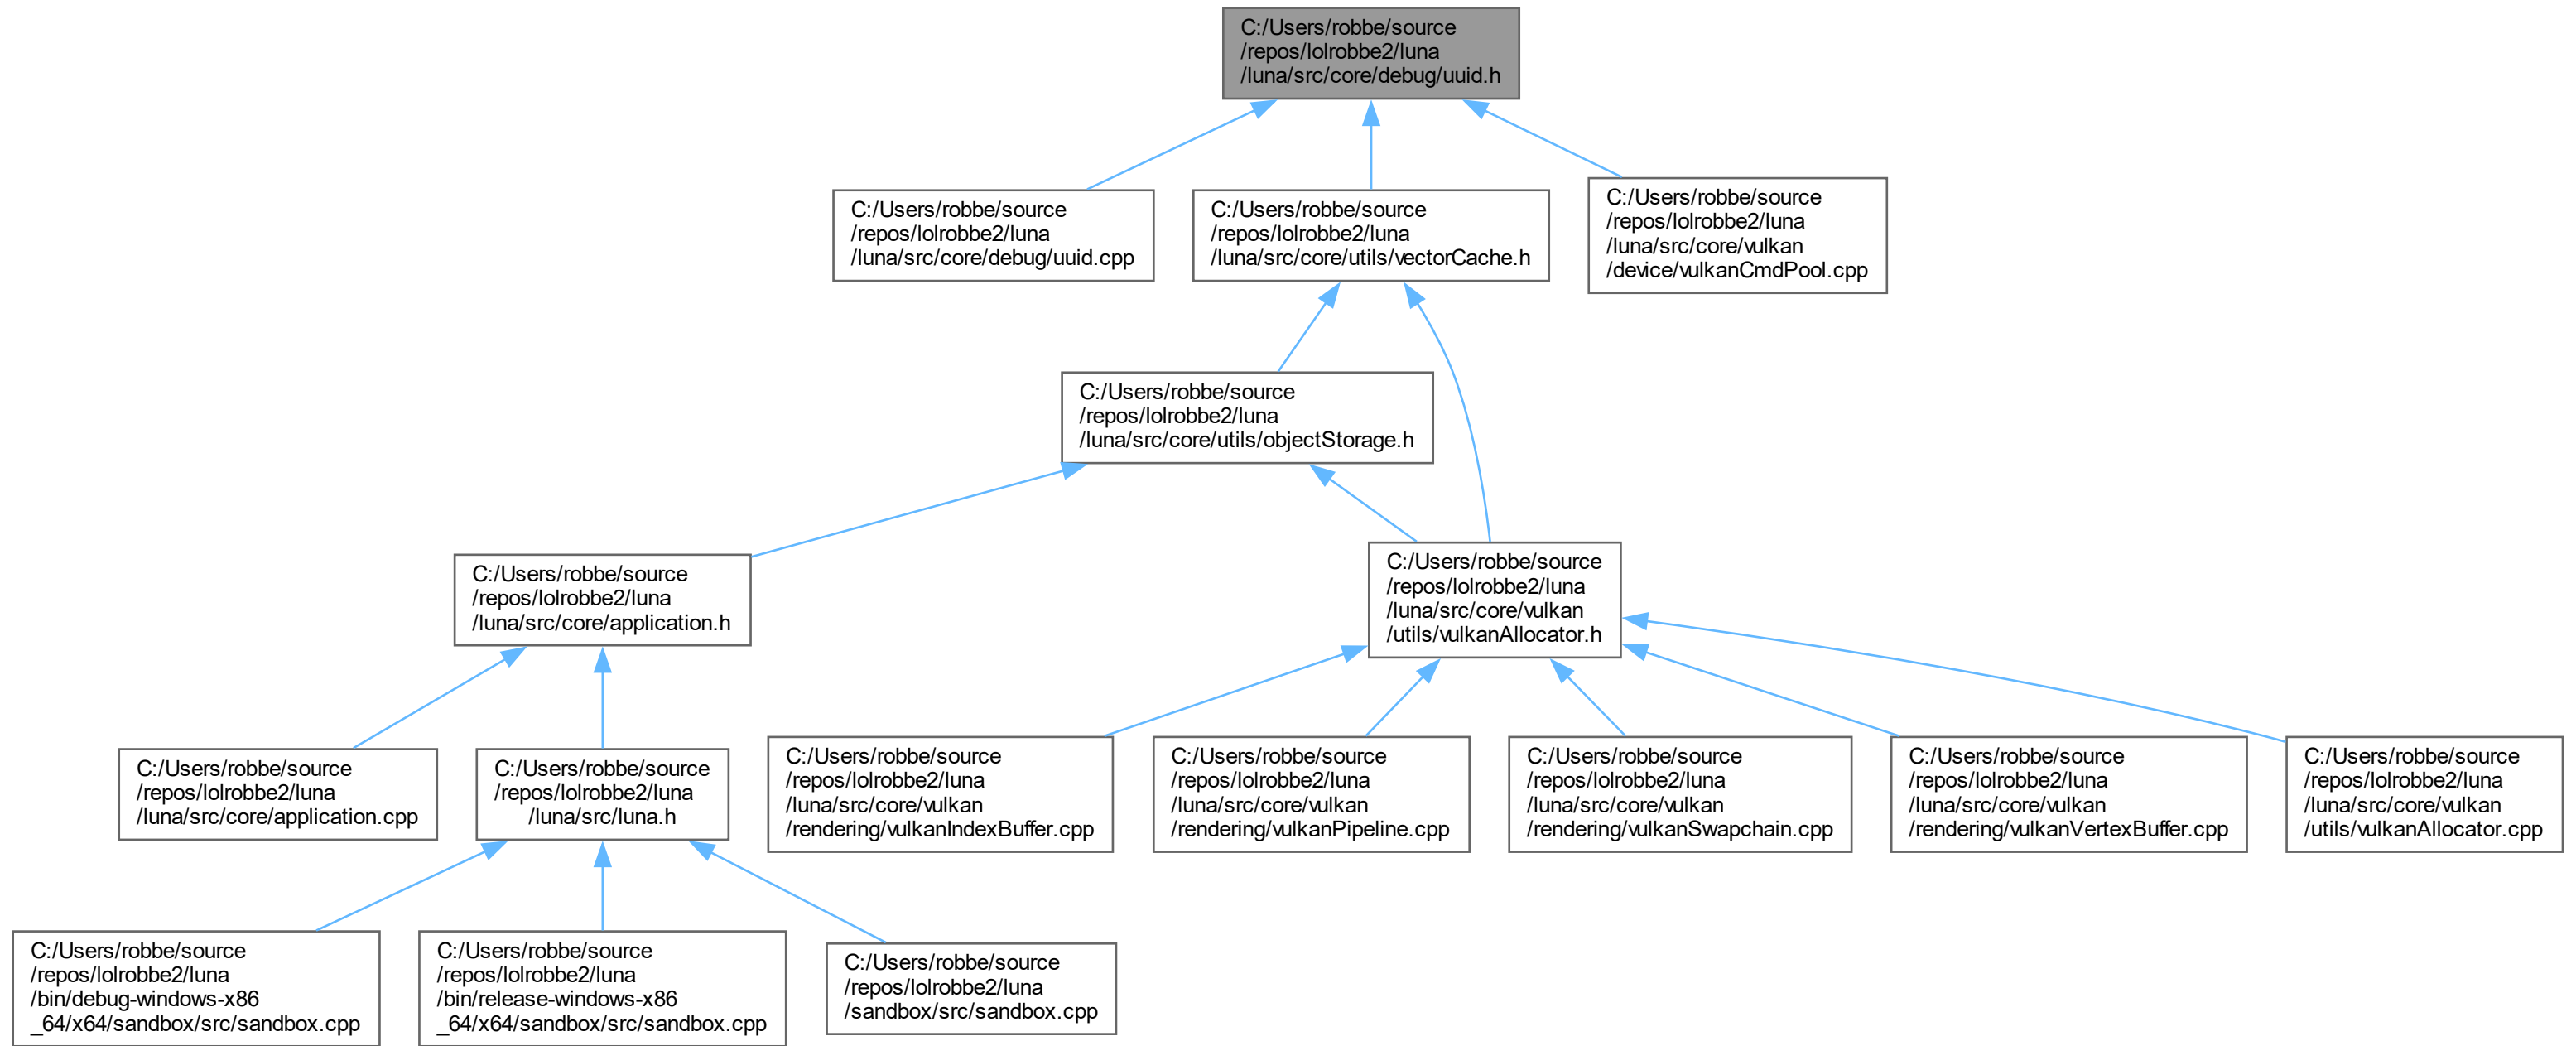 C:/Users/robbe/source
/repos/lolrobbe2/luna
/luna/src/core/debug/uuid.h
C:/Users/robbe/source
/repos/lolrobbe2/luna
/luna/src/core/debug/uuid.cpp
C:/Users/robbe/source
/repos/lolrobbe2/luna
/luna/src/core/utils/vectorCache.h
C:/Users/robbe/source
/repos/lolrobbe2/luna
/luna/src/core/vulkan
/device/vulkanCmdPool.cpp
C:/Users/robbe/source
/repos/lolrobbe2/luna
/luna/src/core/utils/objectStorage.h
C:/Users/robbe/source
/repos/lolrobbe2/luna
/luna/src/core/application.h
C:/Users/robbe/source
/repos/lolrobbe2/luna
/luna/src/core/vulkan
/utils/vulkanAllocator.h
C:/Users/robbe/source
/repos/lolrobbe2/luna
/luna/src/core/application.cpp
C:/Users/robbe/source
/repos/lolrobbe2/luna
/luna/src/luna.h
C:/Users/robbe/source
/repos/lolrobbe2/luna
/luna/src/core/vulkan
/rendering/vulkanIndexBuffer.cpp
C:/Users/robbe/source
/repos/lolrobbe2/luna
/luna/src/core/vulkan
/rendering/vulkanPipeline.cpp
C:/Users/robbe/source
/repos/lolrobbe2/luna
/luna/src/core/vulkan
/rendering/vulkanSwapchain.cpp
C:/Users/robbe/source
/repos/lolrobbe2/luna
/luna/src/core/vulkan
/rendering/vulkanVertexBuffer.cpp
C:/Users/robbe/source
/repos/lolrobbe2/luna
/luna/src/core/vulkan
/utils/vulkanAllocator.cpp
C:/Users/robbe/source
/repos/lolrobbe2/luna
/bin/debug-windows-x86
_64/x64/sandbox/src/sandbox.cpp
C:/Users/robbe/source
/repos/lolrobbe2/luna
/bin/release-windows-x86
_64/x64/sandbox/src/sandbox.cpp
C:/Users/robbe/source
/repos/lolrobbe2/luna
/sandbox/src/sandbox.cpp